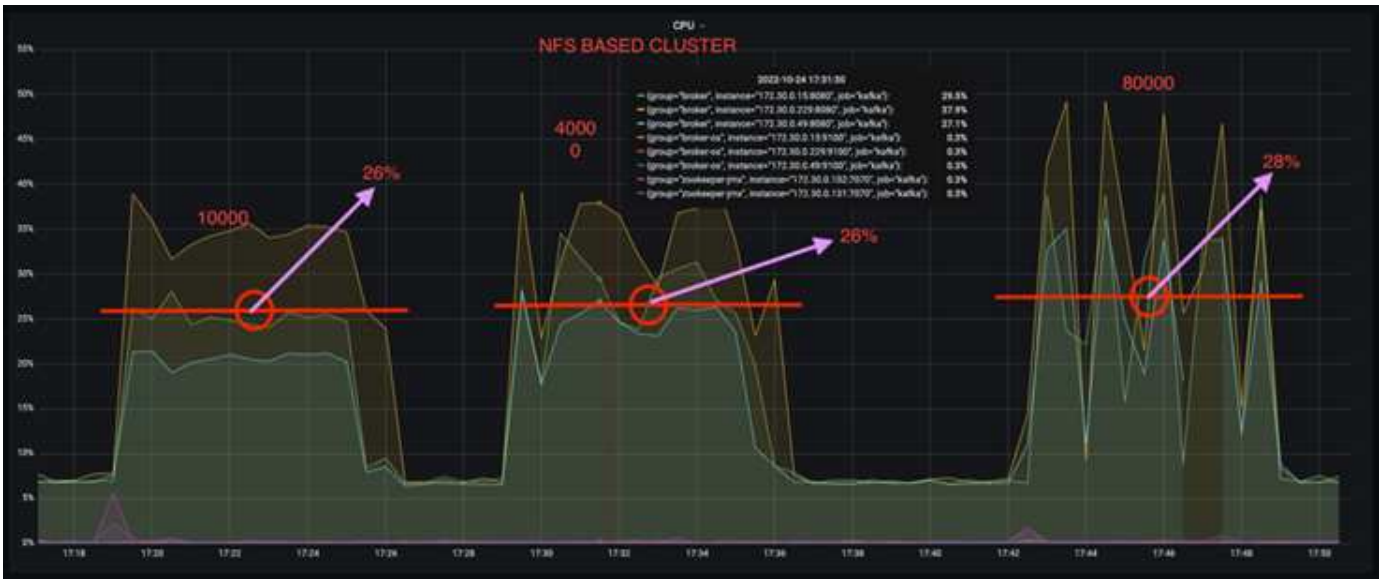 CPU
NFS BASED CLUSTER
55%
50%
45%
40%
35%
30%
25%
20%
15%
10%
5%
0%
2022-10-24 17:31:30
{group="broker", instance="172.30.0.15:8080", job="kafka"}: 29.5%
{group="broker", instance="172.30.0.229:8080", job="kafka"}: 37.9%
{group="broker", instance="172.30.0.49:8080", job="kafka"}: 27.1%
{group="broker-os", instance="172.30.0.15:9100", job="kafka"}: 0.3%
{group="broker-os", instance="172.30.0.229:9100", job="kafka"}: 0.3%
{group="broker-os", instance="172.30.0.49:9100", job="kafka"}: 0.3%
{group="zookeeper-jmx", instance="172.30.0.132:7070", job="kafka"}: 0.3%
{group="zookeeper-jmx", instance="172.30.0.131:7070", job="kafka"}: 0.3%
10000
26%
4000
0
26%
80000
28%
17:18 17:20 17:22 17:24 17:26 17:28 17:30 17:32 17:34 17:36 17:38 17:40 17:42 17:44 17:46 17:48 17:50